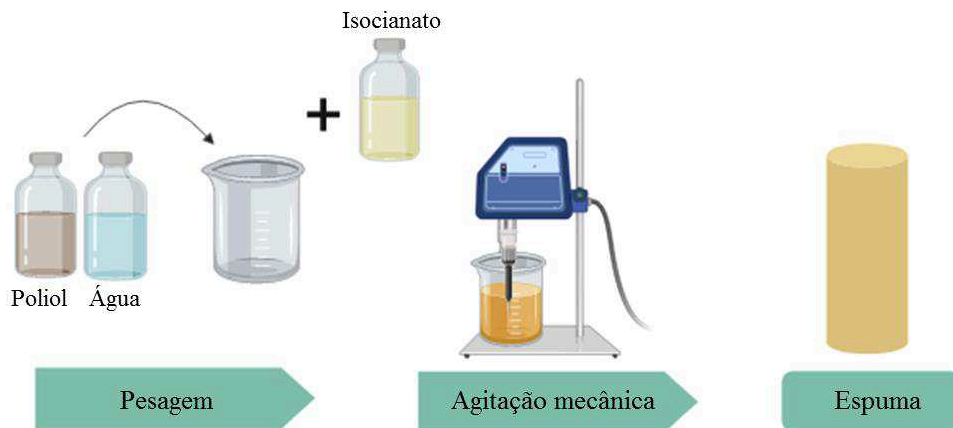 Isocianato
Poliol
Água
Pesagem
Agitação mecânica
Espuma